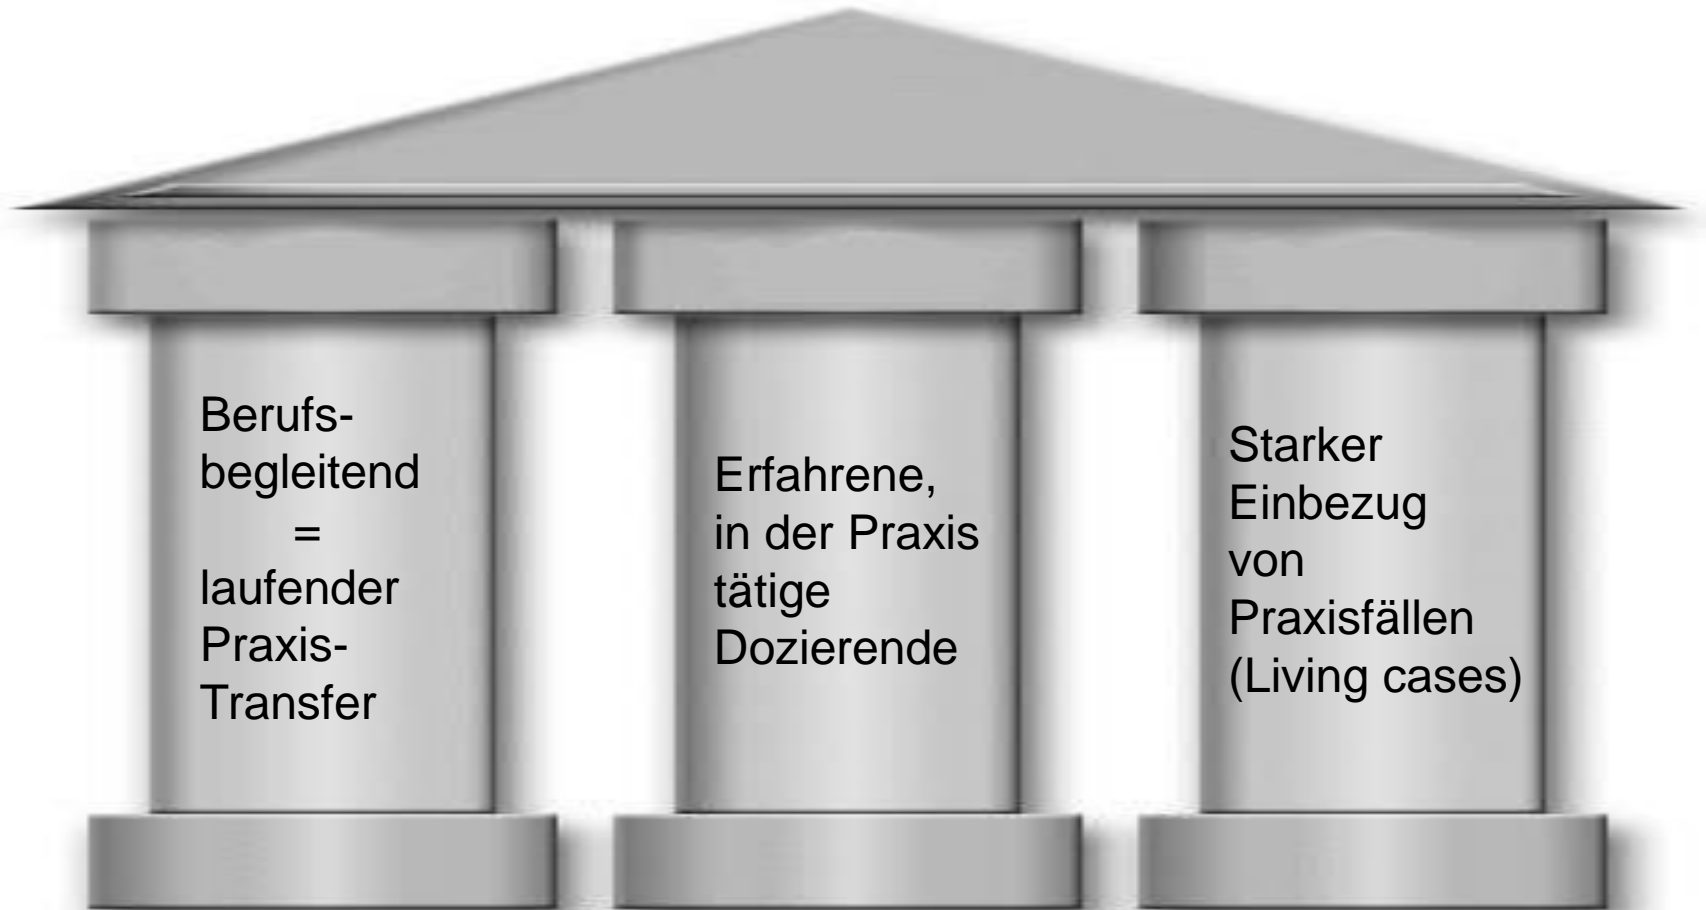 Berufs-
begleitend
=
laufender
Praxis-
Transfer
Erfahrene,
in der Praxis
tätige
Dozierende
Starker
Einbezug
von
Praxisfällen
(Living cases)